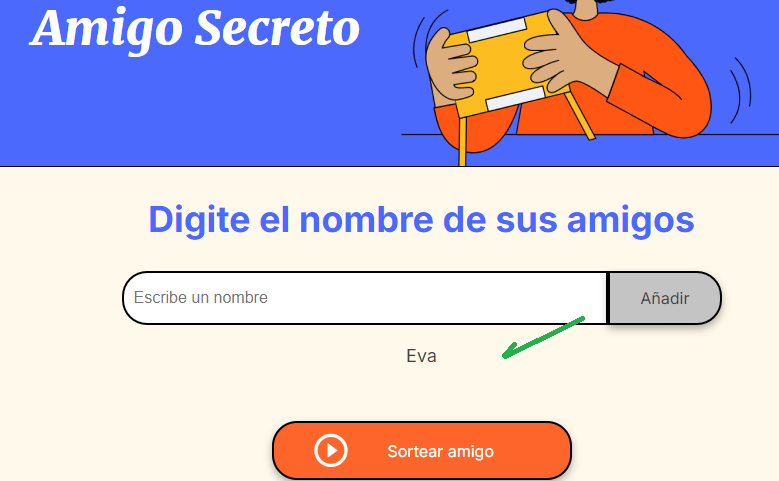 Amigo Secreto
Digite el nombre de sus amigos
Escribe un nombre
Añadir
Eva
Sortear amigo